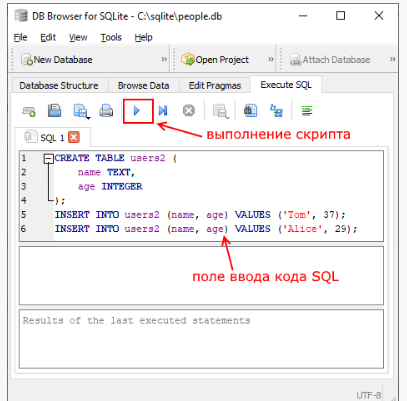 DB Browser for SQLite - C:\sqlite\people.db
File Edit View Tools Help
New Database » Open Project » Attach Database »
Database Structure Browse Data Edit Pragmas Execute SQL
выполнение скрипта
SQL 1
1 CREATE TABLE users2 (
2 name TEXT,
3 age INTEGER
4 );
5 INSERT INTO users2 (name, age) VALUES ('Tom', 37);
6 INSERT INTO users2 (name, age) VALUES ('Alice', 29);
поле ввода кода SQL
Results of the last executed statements
UTF-8